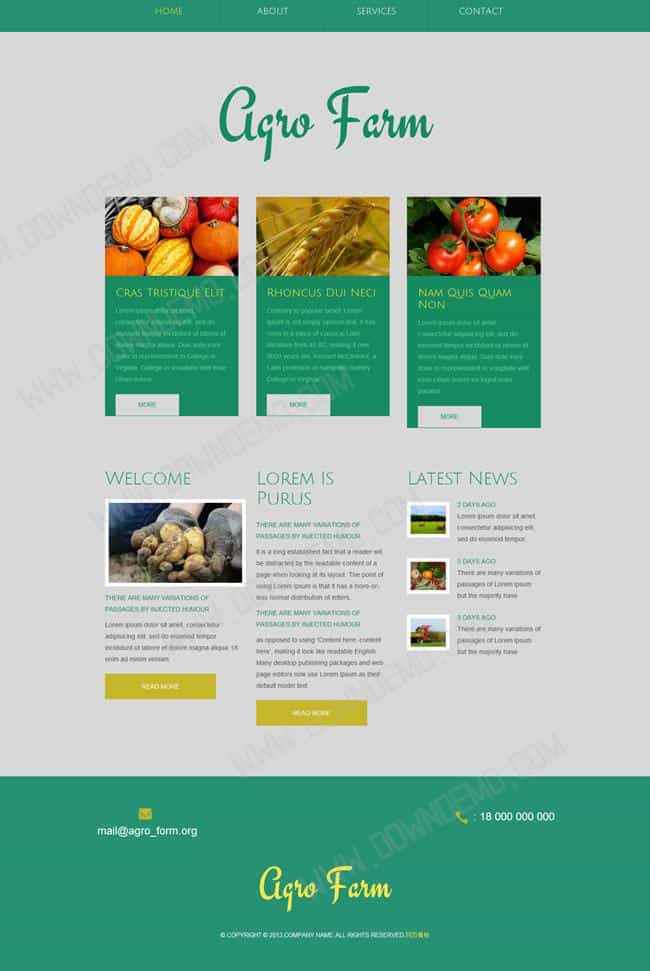 HOME ABOUT SERVICES CONTACT
Agro Farm
Cras Tristique Elit
Lorem ipsum dolor sitamet,
consectetur adipisicing elit, sed do
eiusmod tempor incididunt ut labore et
dolore magna aliqua. Duis aute irure
dolor in reprehenderit in College in
Virginia, College in voluptate velit esse
cillum dolore
MORE
Rhoncus Dui Neci
Contrary to popular belief, Lorem
Ipsum is not simply random text. It has
roots in a piece of classical Latin
literature from 45 BC, making it over
2000 years old. Richard McClintock, a
Latin professor at Hampden-Sydney
College in Virginia
MORE
Nam Quis Quam
Non
Lorem ipsum dolor sit amet,
consectetur adipisicing elit, sed do
eiusmod tempor incididunt ut labore et
dolore magna aliqua. Duis aute irure
dolor in reprehenderit in voluptate velit
esse cillum dolore eu fugiat nulla
pariatur.
MORE
Welcome
THERE ARE MANY VARIATIONS OF
PASSAGES BY INJECTED HUMOUR
Lorem ipsum dolor sit amet, consectetur
adipisicing elit, sed do eiusmod tempor
incididunt ut labore et dolore magna aliqua. Ut
enim ad minim veniam
READ MORE
Lorem Is
Purus
THERE ARE MANY VARIATIONS OF
PASSAGES BY INJECTED HUMOUR
It is a long established fact that a reader will
be distracted by the readable content of a
page when looking at its layout. The point of
using Lorem Ipsum is that it has a more-or-
less normal distribution of letters,
THERE ARE MANY VARIATIONS OF
PASSAGES BY INJECTED HUMOUR
as opposed to using 'Content here, content
here', making it look like readable English.
Many desktop publishing packages and web
page editors now use Lorem Ipsum as their
default model text
READ MORE
Latest News
2 DAYS AGO
Lorem ipsum dolor sit amet,
consectetur adipisicing elit,
sed do eiusmod tempor.
5 DAYS AGO
There are many variations of
passages of Lorem Ipsum
but the majority have
3 DAYS AGO
There are many variations of
passages of Lorem Ipsum
but the majority have
mail@agro_form.org
: 18 000 000 000
Agro Farm
© COPYRIGHT © 2013.COMPANY NAME ALL RIGHTS RESERVED.
WWW.DOWNDEMO.COM